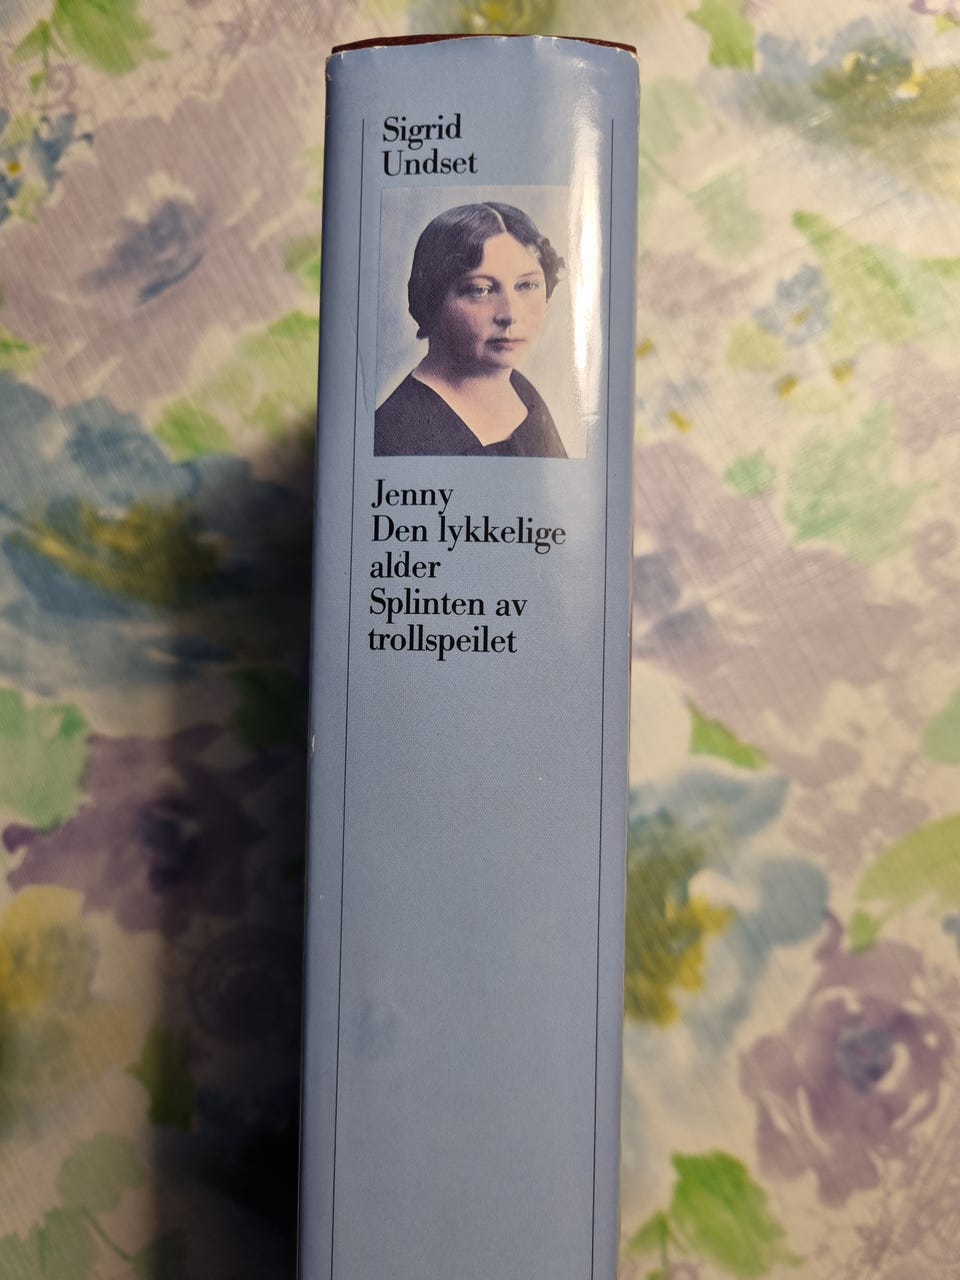 Sigrid
Undset
Jenny
Den lykkelige
alder
Splinten av
trollspeilet